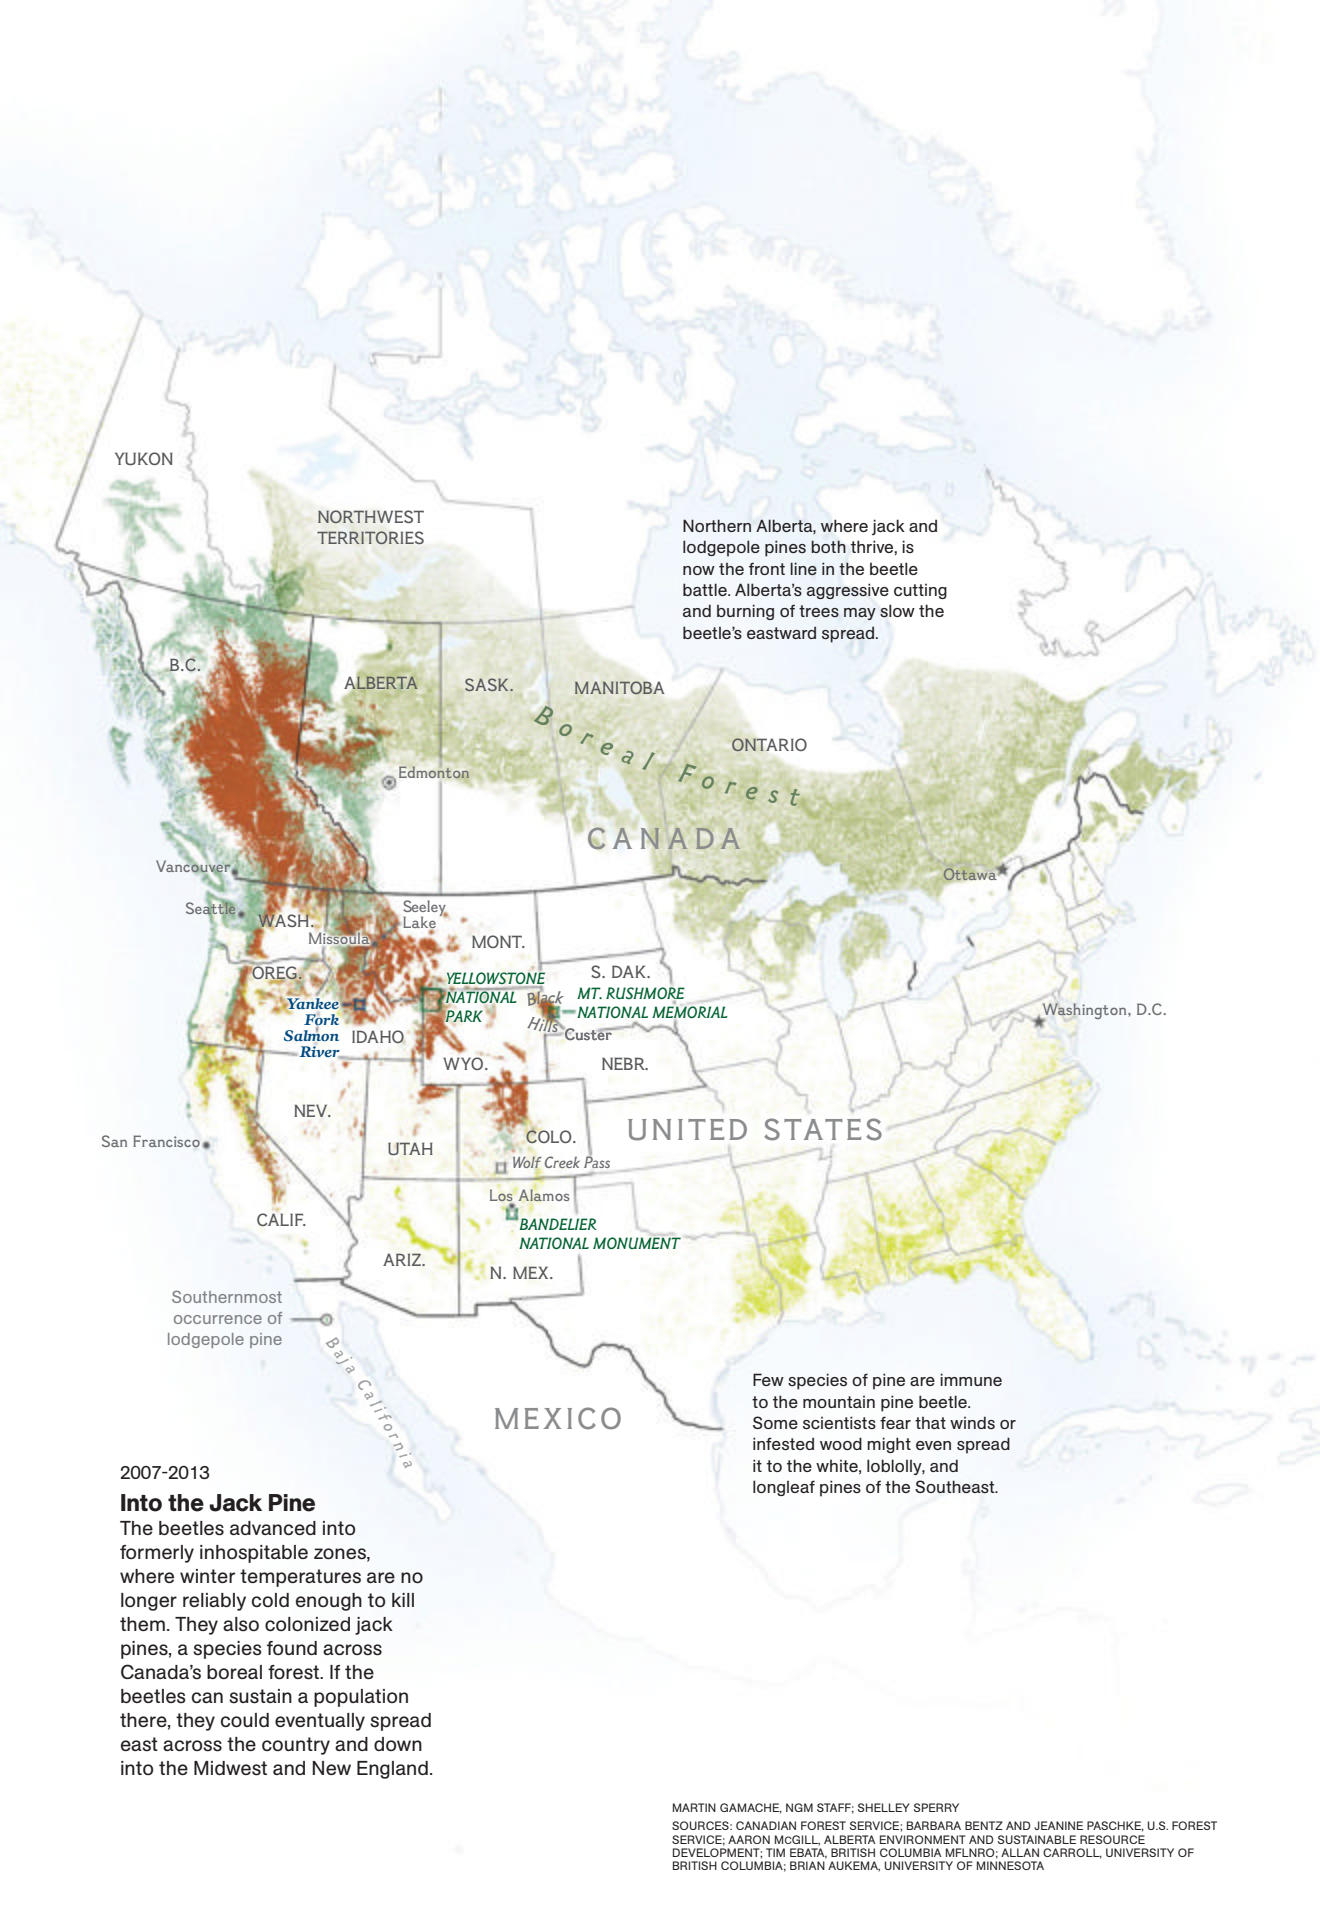 YUKON
NORTHWEST
TERRITORIES
Northern Alberta, where jack and
lodgepole pines both thrive, is
now the front line in the beetle
battle. Alberta's aggressive cutting
and burning of trees may slow the
beetle's eastward spread.
B.C.
ALBERTA
SASK.
MANITOBA
ONTARIO
Boreal Forest
Edmonton
CANADA
Vancouver
Ottawa
Seattle
WASH.
Seeley
Lake
Missoula
MONT.
OREG.
S. DAK.
YELLOWSTONE
NATIONAL
PARK
Black
Hills
MT. RUSHMORE
NATIONAL MEMORIAL
Custer
Yankee
Fork
Salmon
River
IDAHO
Washington, D.C.
WYO.
NEBR.
NEV.
UNITED STATES
San Francisco
UTAH
COLO.
Wolf Creek Pass
Los Alamos
BANDELIER
NATIONAL MONUMENT
CALIF.
ARIZ.
N. MEX.
Southernmost
occurrence of
lodgepole pine
Baja California
MEXICO
Few species of pine are immune
to the mountain pine beetle.
Some scientists fear that winds or
infested wood might even spread
it to the white, loblolly, and
longleaf pines of the Southeast.
2007-2013
Into the Jack Pine
The beetles advanced into
formerly inhospitable zones,
where winter temperatures are no
longer reliably cold enough to kill
them. They also colonized jack
pines, a species found across
Canada's boreal forest. If the
beetles can sustain a population
there, they could eventually spread
east across the country and down
into the Midwest and New England.
MARTIN GAMACHE, NGM STAFF; SHELLEY SPERRY
SOURCES: CANADIAN FOREST SERVICE; BARBARA BENTZ AND JEANINE PASCHKE, U.S. FOREST
SERVICE; AARON McGILL, ALBERTA ENVIRONMENT AND SUSTAINABLE RESOURCE
DEVELOPMENT; TIM EBATA, BRITISH COLUMBIA MFLNRO; ALLAN CARROLL, UNIVERSITY OF
BRITISH COLUMBIA; BRIAN AUKEMA, UNIVERSITY OF MINNESOTA